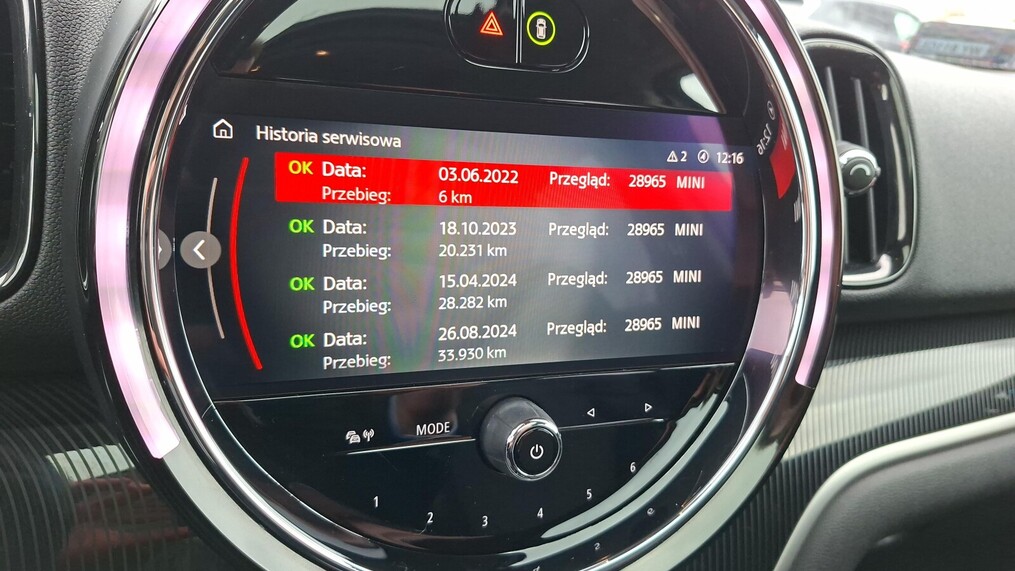 Historia serwisowa
2 12:16
OK Data: 03.06.2022 Przegląd: 28965 MINI
Przebieg: 6 km
OK Data: 18.10.2023 Przegląd: 28965 MINI
Przebieg: 20.231 km
OK Data: 15.04.2024 Przegląd: 28965 MINI
Przebieg: 28.282 km
OK Data: 26.08.2024 Przegląd: 28965 MINI
Przebieg: 33.930 km
MODE
1 2 3 4 5 6